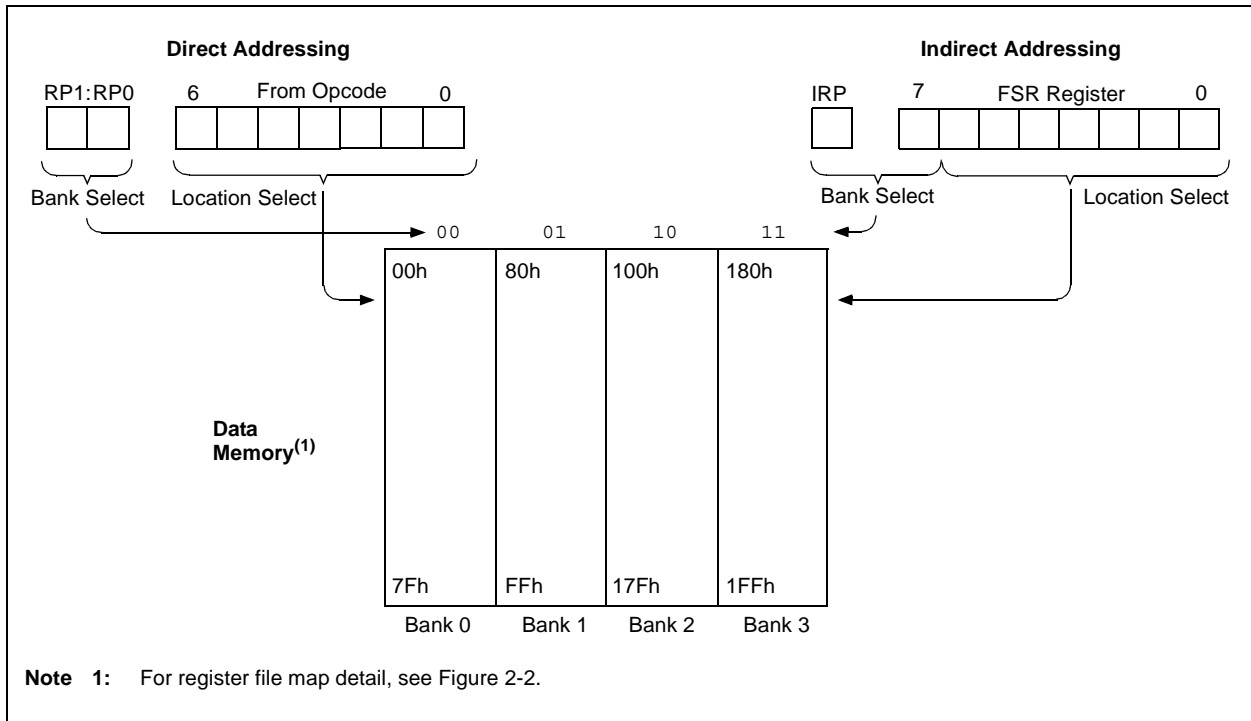 Direct Addressing
Indirect Addressing
RP1:RP0 6 From Opcode 0
IRP 7 FSR Register 0
Bank Select Location Select
Bank Select Location Select
00 01 10 11
00h 80h 100h 180h
Data
Memory(1)
7Fh FFh 17Fh 1FFh
Bank 0 Bank 1 Bank 2 Bank 3
Note 1: For register file map detail, see Figure 2-2.